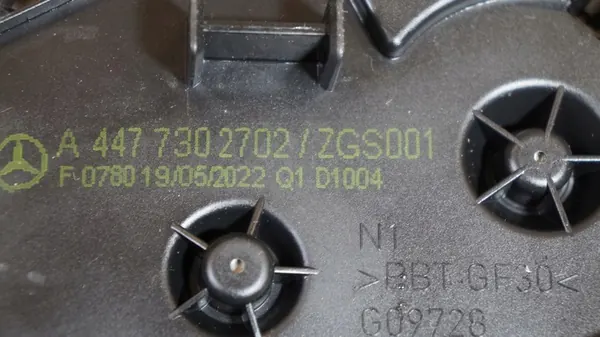 A 447 730 2702 / ZGS001
F-0780 19/05/2022 Q1 D1004
N1
>PBT-GF30<
G09728